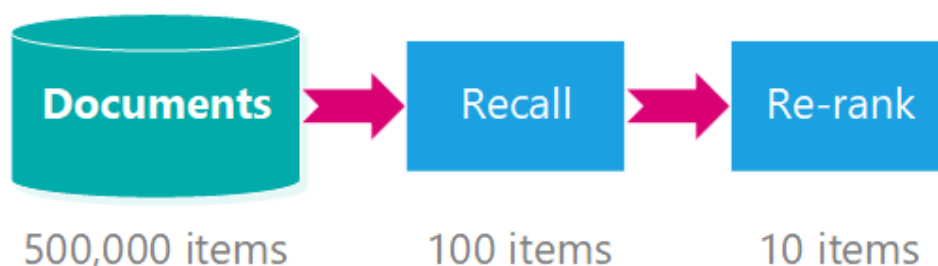 Documents
Recall
Re-rank
500,000 items
100 items
10 items